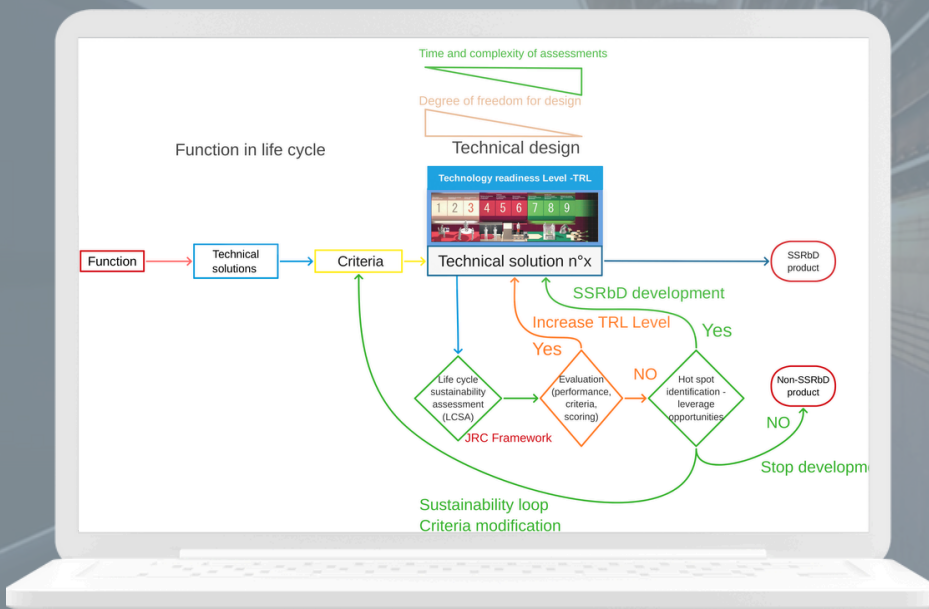 Time and complexity of assessments
Degree of freedom for design
Function in life cycle
Technical design
Technology readiness Level -TRL
1 2 3 4 5 6 7 8 9
Function
Technical
solutions
Criteria
Technical solution n°x
SSRbD
product
SSRbD development
Increase TRL Level
Yes
Yes
Life cycle
sustainability
assessment
(LCSA)
Evaluation
(performance,
criteria,
scoring)
NO
Hot spot
identification -
leverage
opportunities
Non-SSRbD
product
JRC Framework
NO
Stop developm
Sustainability loop
Criteria modification